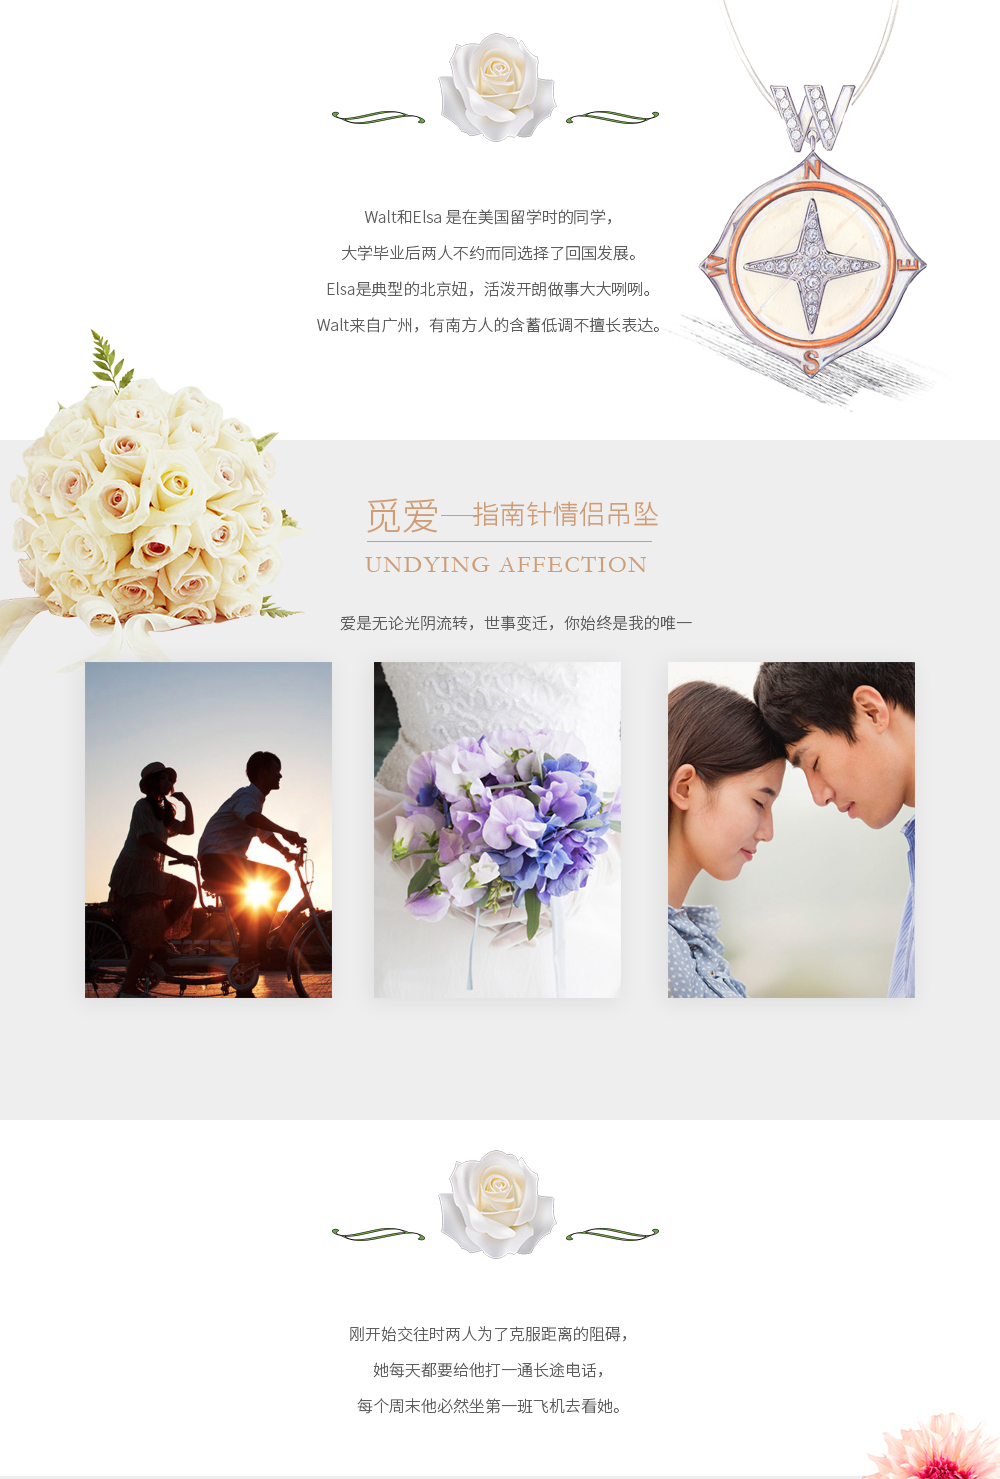 W
N
W
E
S
Walt和Elsa 是在美国留学时的同学，
大学毕业后两人不约而同选择了回国发展。
Elsa是典型的北京妞，活泼开朗做事大大咧咧。
Walt来自广州，有南方人的含蓄低调不擅长表达。
觅爱—指南针情侣吊坠
UNDYING AFFECTION
爱是无论光阴流转，世事变迁，你始终是我的唯一
刚开始交往时两人为了克服距离的阻碍，
她每天都要给他打一通长途电话，
每个周末他必然坐第一班飞机去看她。